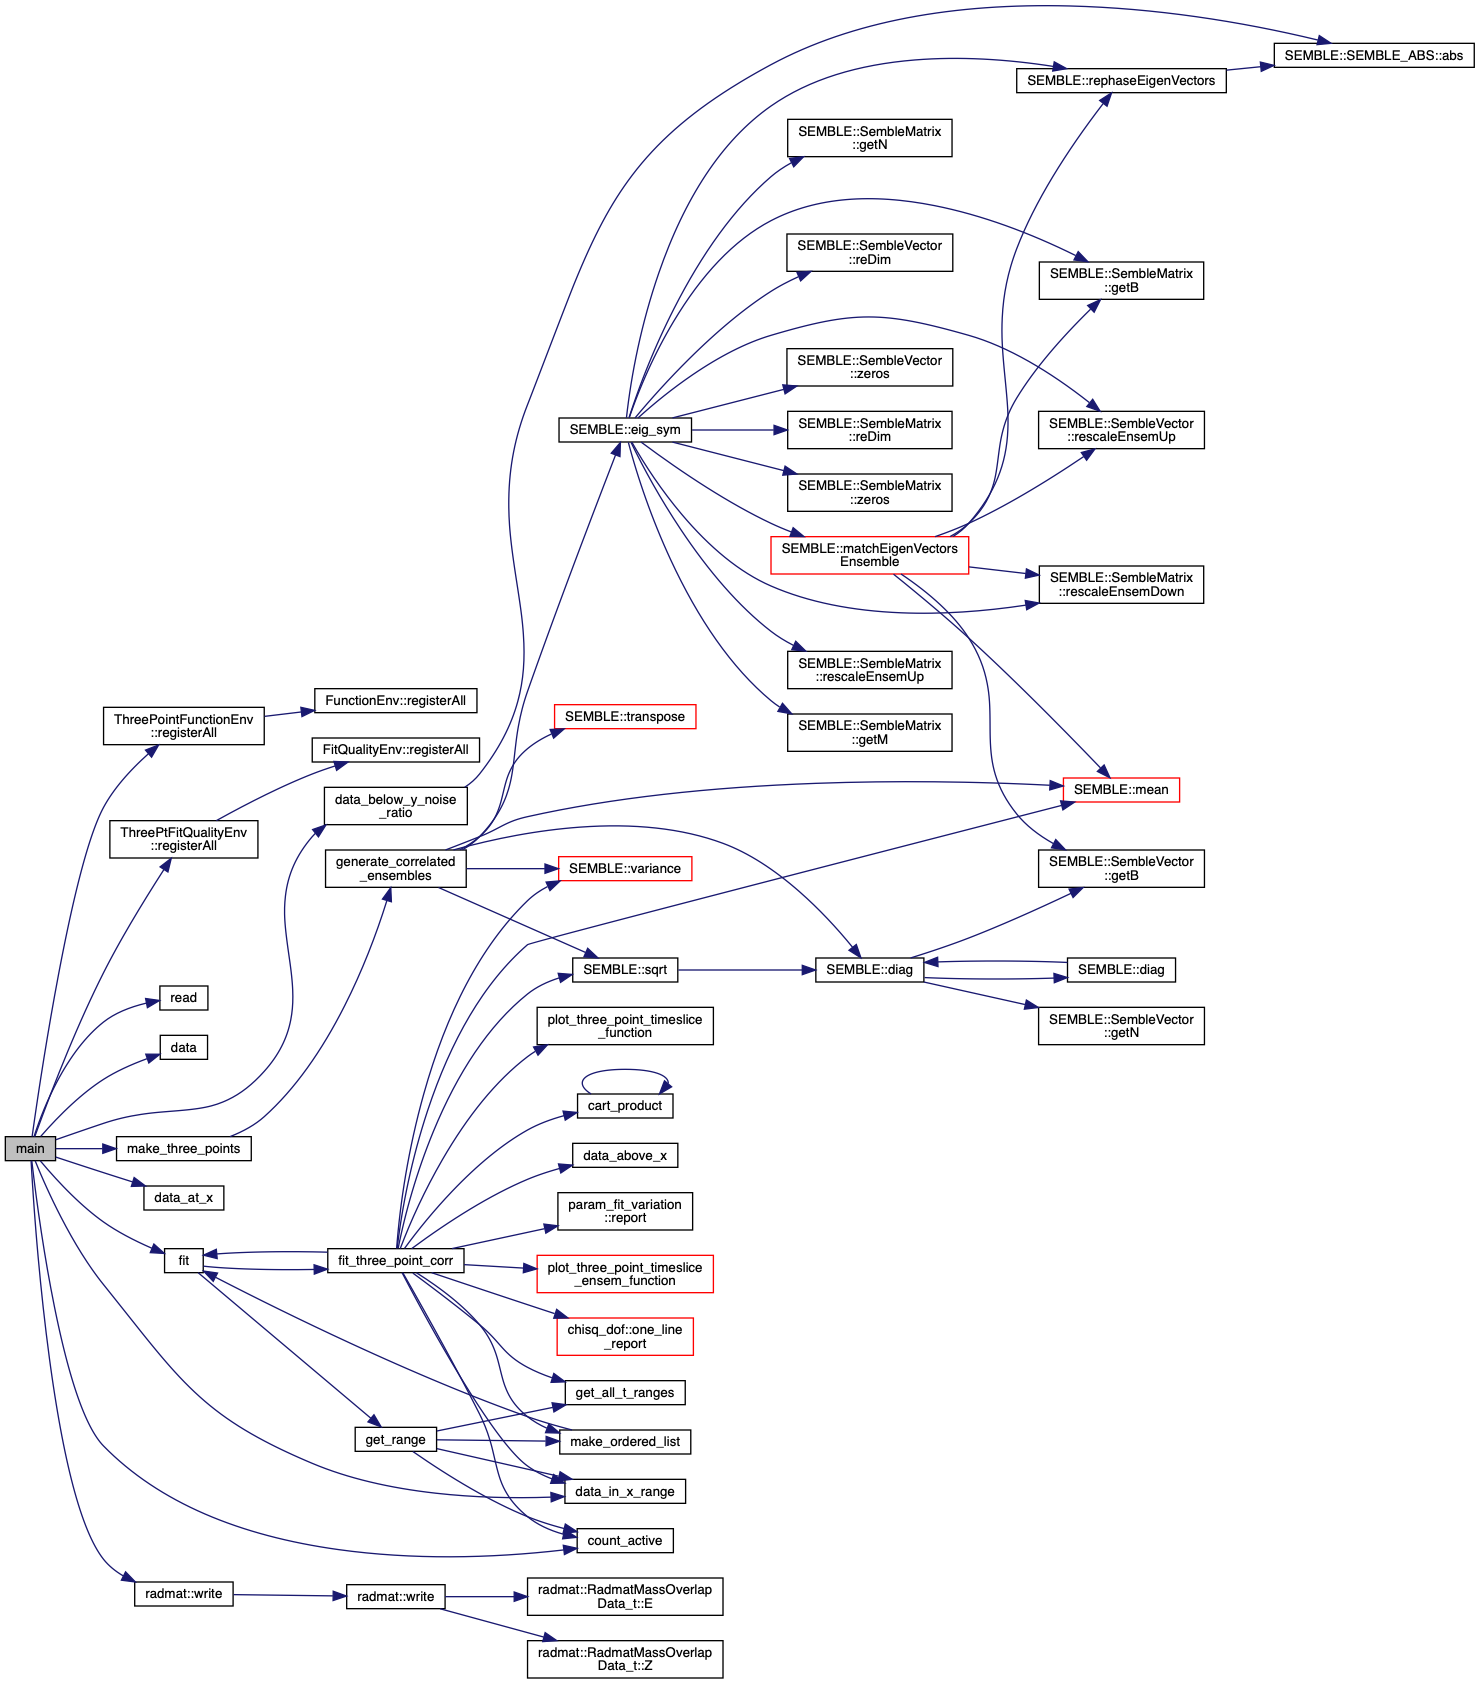 SEMBLE::SEMBLE_ABS::abs
SEMBLE::rephaseEigenVectors
SEMBLE::SembleMatrix
::getN
SEMBLE::SembleVector
::reDim
SEMBLE::SembleMatrix
::getB
SEMBLE::SembleVector
::zeros
SEMBLE::eig_sym
SEMBLE::SembleMatrix
::reDim
SEMBLE::SembleVector
::rescaleEnsemUp
SEMBLE::SembleMatrix
::zeros
SEMBLE::matchEigenVectors
Ensemble
SEMBLE::SembleMatrix
::rescaleEnsemDown
SEMBLE::SembleMatrix
::rescaleEnsemUp
FunctionEnv::registerAll
ThreePointFunctionEnv
::registerAll
SEMBLE::transpose
SEMBLE::SembleMatrix
::getM
FitQualityEnv::registerAll
data_below_y_noise
_ratio
SEMBLE::mean
ThreePtFitQualityEnv
::registerAll
generate_correlated
_ensembles
SEMBLE::variance
SEMBLE::SembleVector
::getB
SEMBLE::sqrt
SEMBLE::diag
SEMBLE::diag
read
plot_three_point_timeslice
_function
SEMBLE::SembleVector
::getN
data
cart_product
main
make_three_points
data_above_x
data_at_x
param_fit_variation
::report
fit
fit_three_point_corr
plot_three_point_timeslice
_ensem_function
chisq_dof::one_line
_report
get_all_t_ranges
get_range
make_ordered_list
data_in_x_range
count_active
radmat::write
radmat::write
radmat::RadmatMassOverlap
Data_t::E
radmat::RadmatMassOverlap
Data_t::Z